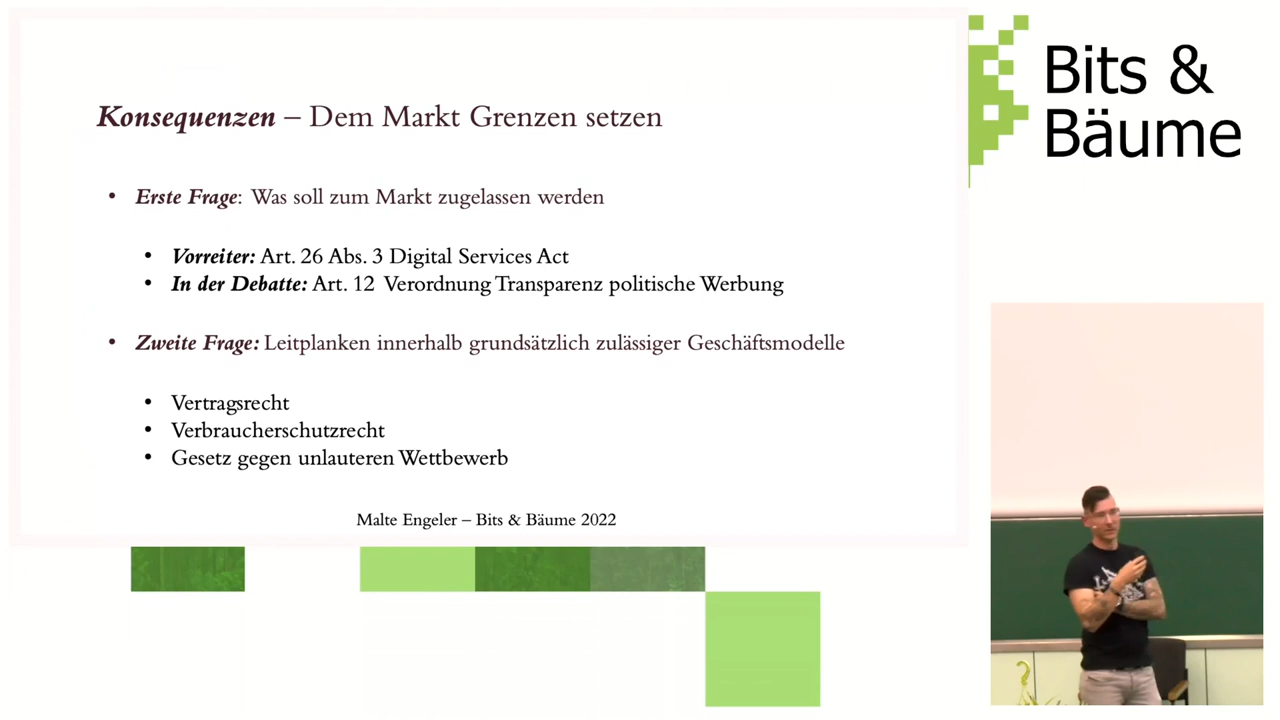 Konsequenzen – Dem Markt Grenzen setzen
• Erste Frage: Was soll zum Markt zugelassen werden
• Vorreiter: Art. 26 Abs. 3 Digital Services Act
• In der Debatte: Art. 12 Verordnung Transparenz politische Werbung
• Zweite Frage: Leitplanken innerhalb grundsätzlich zulässiger Geschäftsmodelle
• Vertragsrecht
• Verbraucherschutzrecht
• Gesetz gegen unlauteren Wettbewerb
Malte Engeler – Bits & Bäume 2022
Bits &
Bäume